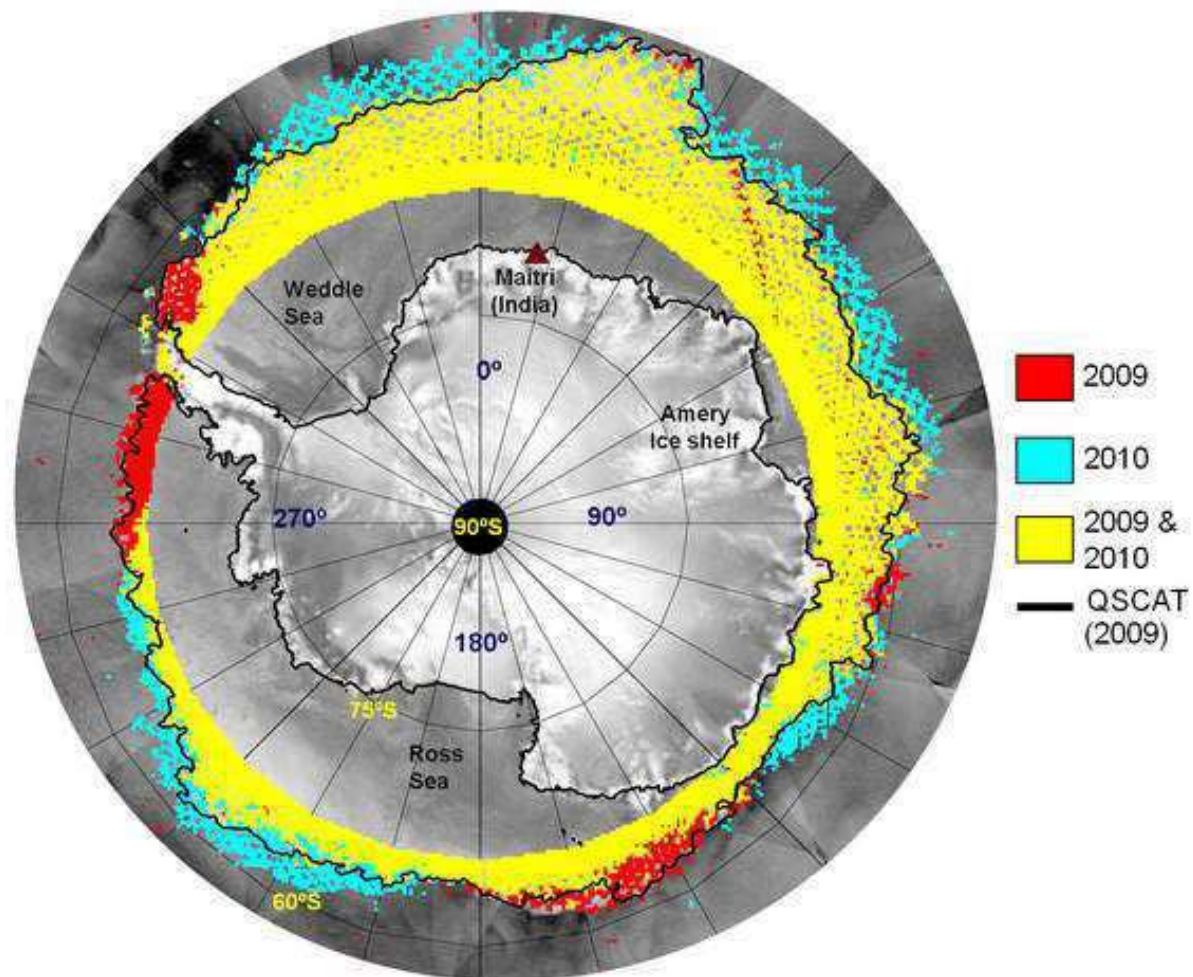 Weddle
Sea
Maitri
(India)
0º
Amery
Ice shelf
270º
90ºS
90º
180º
75ºS
Ross
Sea
60ºS
2009
2010
2009 &
2010
QSCAT
(2009)